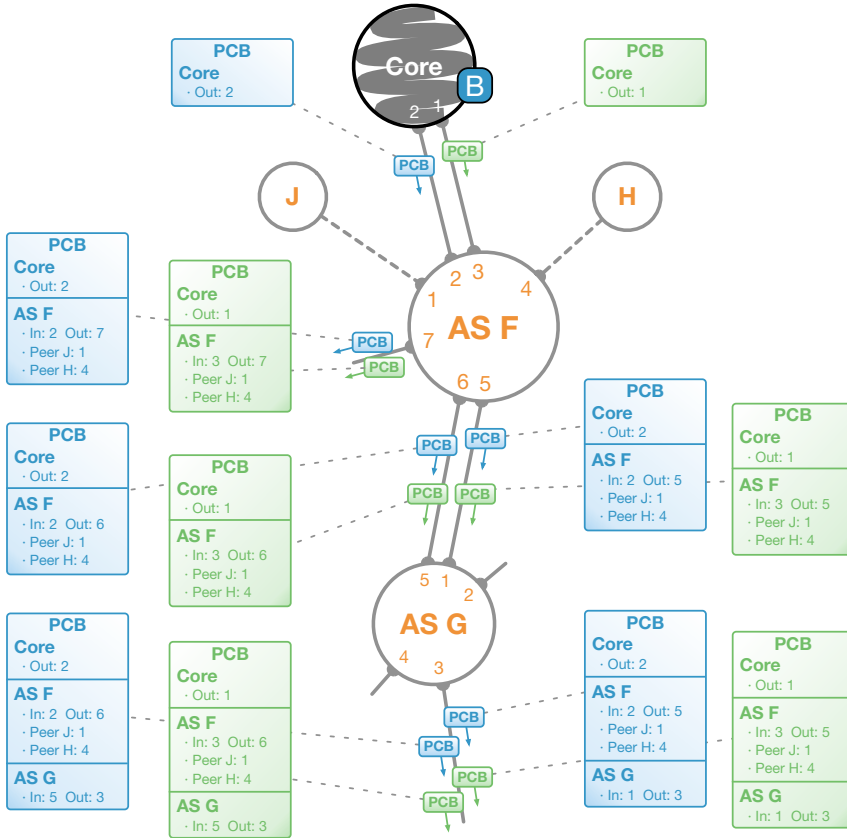 PCB
Core
· Out: 2
Core
B
2
1
PCB
Core
· Out: 1
PCB
PCB
J
H
PCB
Core
· Out: 2
AS F
· In: 2 Out: 7
· Peer J: 1
· Peer H: 4
PCB
Core
· Out: 1
AS F
· In: 3 Out: 7
· Peer J: 1
· Peer H: 4
PCB
PCB
1
2
3
4
AS F
7
6
5
PCB
Core
· Out: 2
AS F
· In: 2 Out: 6
· Peer J: 1
· Peer H: 4
PCB
Core
· Out: 1
AS F
· In: 3 Out: 6
· Peer J: 1
· Peer H: 4
PCB
PCB
PCB
PCB
PCB
Core
· Out: 2
AS F
· In: 2 Out: 5
· Peer J: 1
· Peer H: 4
PCB
Core
· Out: 1
AS F
· In: 3 Out: 5
· Peer J: 1
· Peer H: 4
5
1
2
AS G
4
3
PCB
Core
· Out: 2
AS F
· In: 2 Out: 6
· Peer J: 1
· Peer H: 4
AS G
· In: 5 Out: 3
PCB
Core
· Out: 1
AS F
· In: 3 Out: 6
· Peer J: 1
· Peer H: 4
AS G
· In: 5 Out: 3
PCB
PCB
PCB
PCB
PCB
Core
· Out: 2
AS F
· In: 2 Out: 5
· Peer J: 1
· Peer H: 4
AS G
· In: 1 Out: 3
PCB
Core
· Out: 1
AS F
· In: 3 Out: 5
· Peer J: 1
· Peer H: 4
AS G
· In: 1 Out: 3